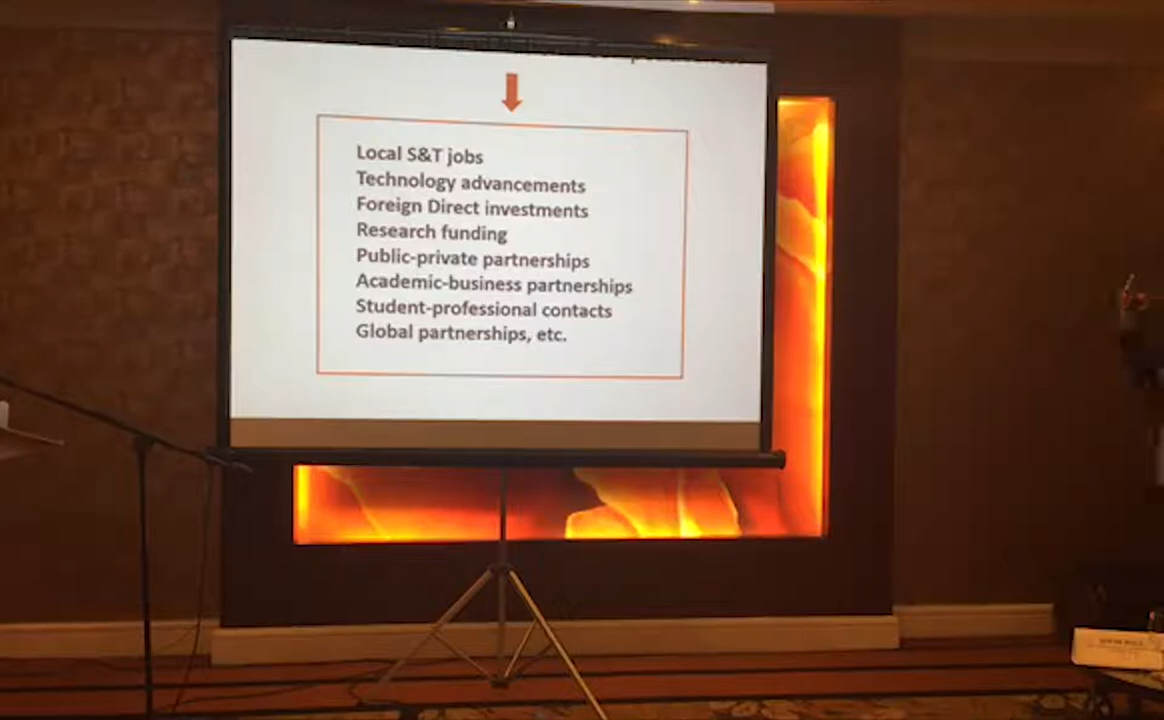 Local S&T jobs
Technology advancements
Foreign Direct investments
Research funding
Public-private partnerships
Academic-business partnerships
Student-professional contacts
Global partnerships, etc.